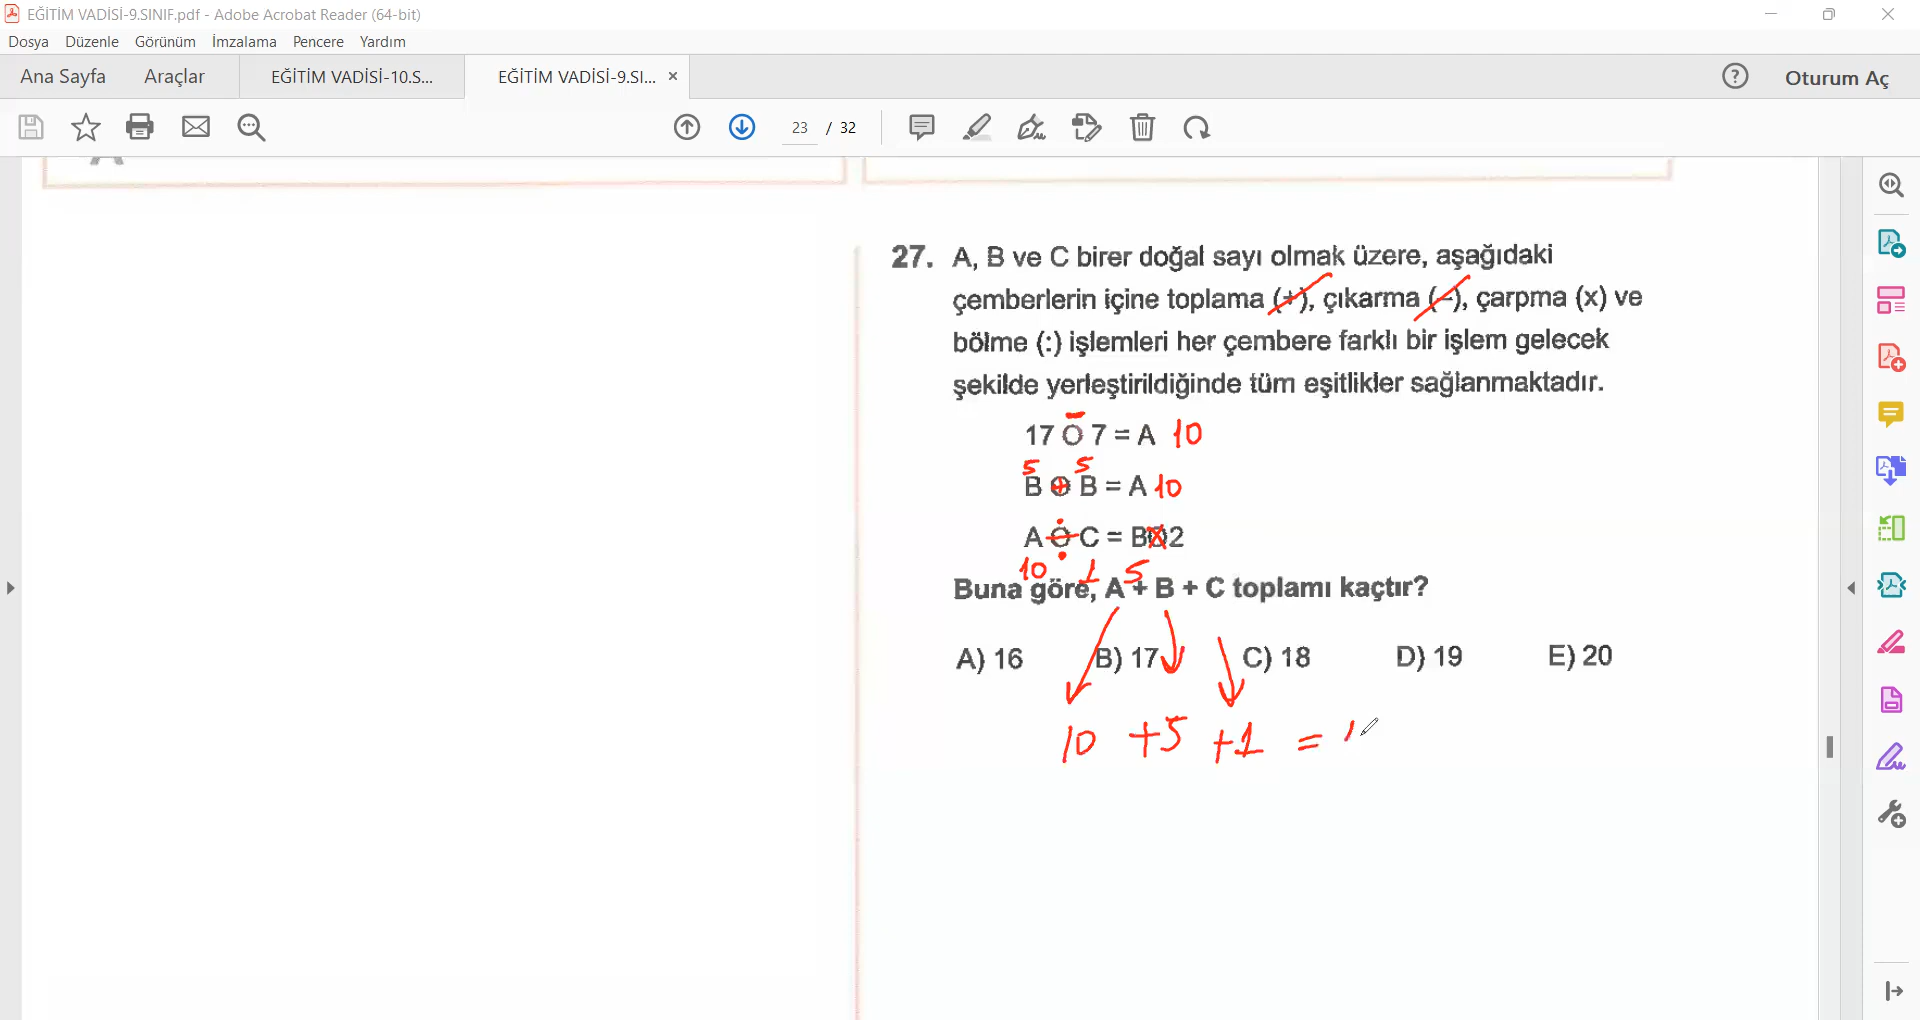 EĞİTİM VADİSİ-9.SINIF.pdf - Adobe Acrobat Reader (64-bit)
Dosya Düzenle Görünüm İmzalama Pencere Yardım
Ana Sayfa Araçlar EĞİTİM VADİSİ-10.S... EĞİTİM VADİSİ-9.SI... × Oturum Aç
23 / 32
27. A, B ve C birer doğal sayı olmak üzere, aşağıdaki
çemberlerin içine toplama (+), çıkarma (–), çarpma (x) ve
bölme (:) işlemleri her çembere farklı bir işlem gelecek
şekilde yerleştirildiğinde tüm eşitlikler sağlanmaktadır.
–
17 O 7 = A 10
5 5
B + B = A 10
A ÷ C = B x 2
10 1 5
Buna göre, A + B + C toplamı kaçtır?
A) 16 B) 17 C) 18 D) 19 E) 20
10 +5 +1 =